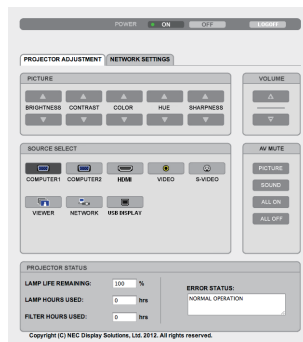 POWER ON OFF LOGOFF
PROJECTOR ADJUSTMENT NETWORK SETTINGS
PICTURE
BRIGHTNESS CONTRAST COLOR HUE SHARPNESS
VOLUME
SOURCE SELECT
COMPUTER1 COMPUTER2 HDMI VIDEO S-VIDEO
VIEWER NETWORK USB DISPLAY
AV MUTE
PICTURE
SOUND
ALL ON
ALL OFF
PROJECTOR STATUS
LAMP LIFE REMAINING: 100 %
LAMP HOURS USED: 0 hrs
FILTER HOURS USED: 0 hrs
ERROR STATUS:
NORMAL OPERATION
Copyright (C) NEC Display Solutions, Ltd. 2012. All rights reserved.